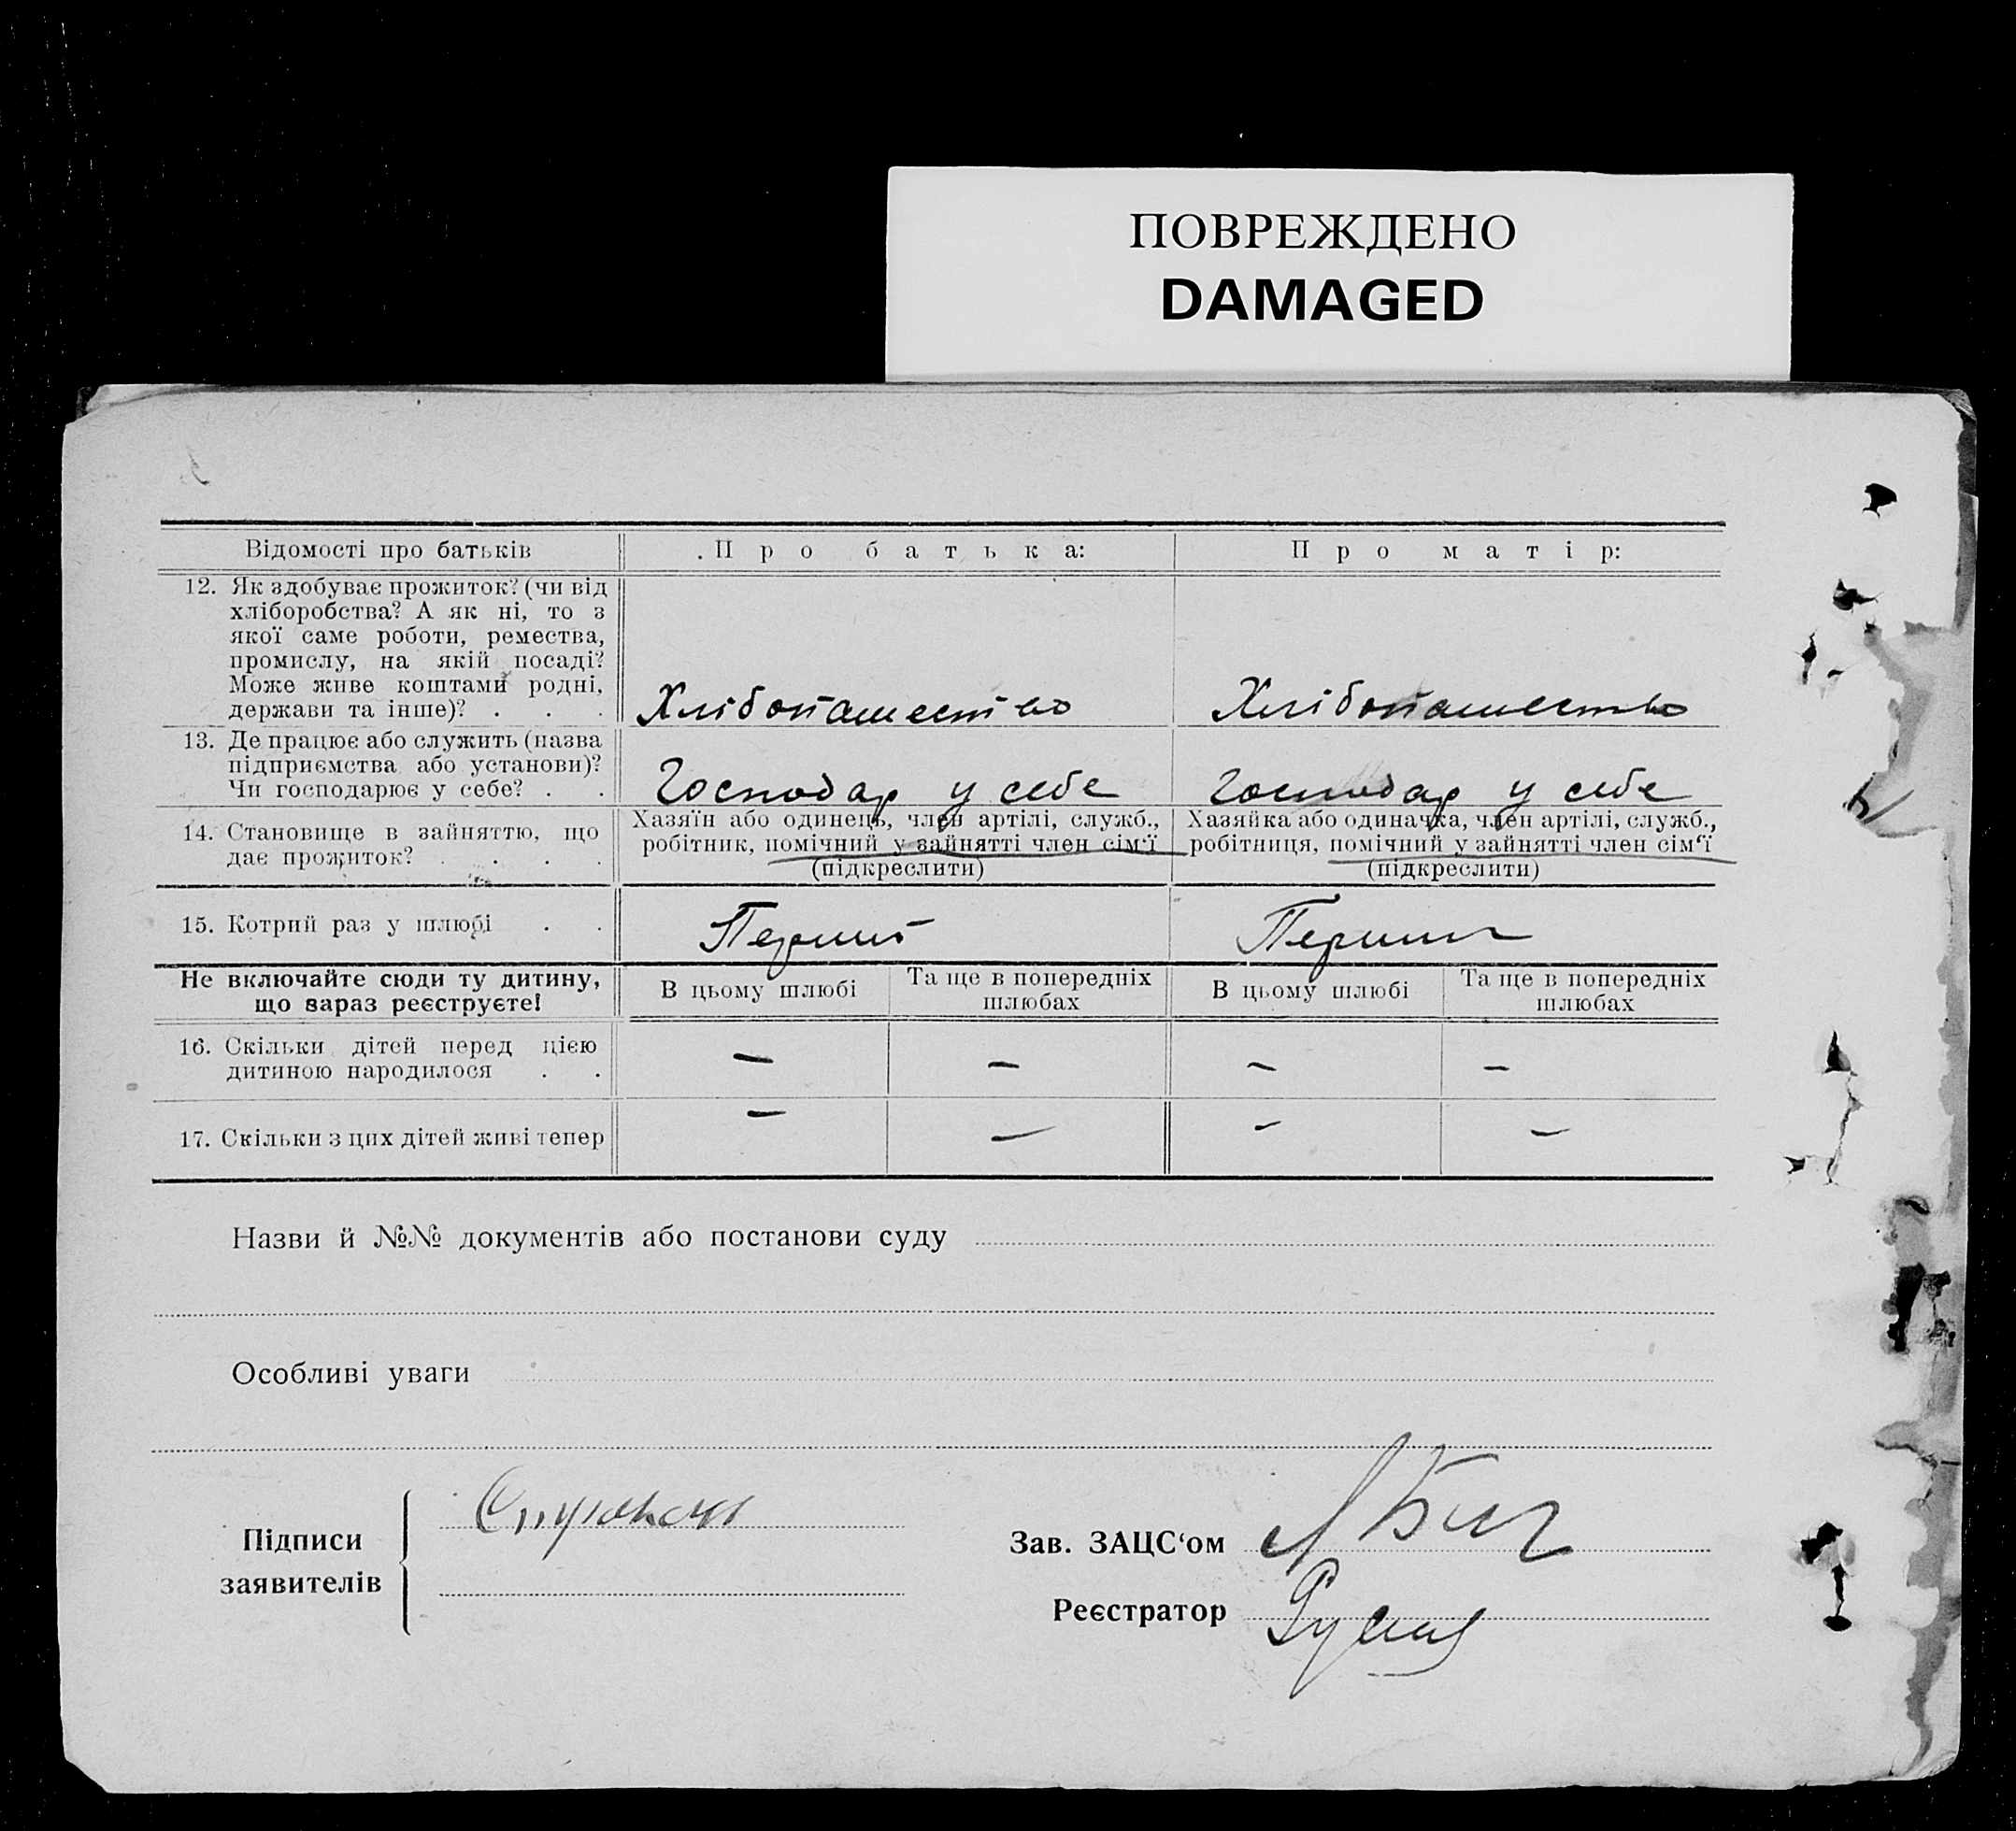 ПОВРЕЖДЕНО
DAMAGED
Відомості про батьків
Про батька:
Про матір:
12. Як здобуває прожиток? (чи від
хліборобства? А як ні, то з
якої саме роботи, ремества,
промислу, на якій посаді?
Може живе коштами родні,
держави та інше)? . . .
Хлібопашество
Хлібопашество
13. Де працює або служить (назва
підприємства або установи)?
Чи господарює у себе? . .
Господар у себе
Господар у себе
14. Становище в зайняттю, що
дає прожиток? . . . .
Хазяїн або одинець, член артілі, служб.,
робітник, помічний у зайнятті член сім‘ї
(підкреслити)
Хазяйка або одиначка, член артілі, служб.,
робітниця, помічний у зайнятті член сім‘ї
(підкреслити)
15. Котрий раз у шлюбі . .
Перший
Перший
Не включайте сюди ту дитину,
що зараз реєструєте!
В цьому шлюбі
Та ще в попередніх
шлюбах
В цьому шлюбі
Та ще в попередніх
шлюбах
16. Скільки дітей перед цією
дитиною народилося . .
— — — —
17. Скільки з цих дітей живі тепер
— — — —
Назви й №№ документів або постанови суду
Особливі уваги
Підписи
заявителів
Зав. ЗАЦС‘ом
Реєстратор